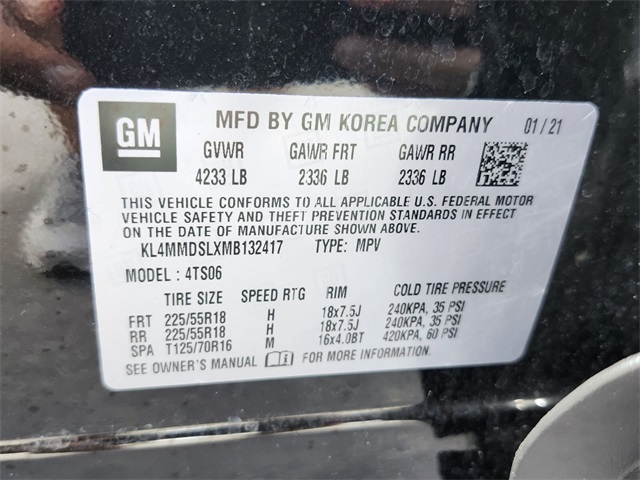 GM MFD BY GM KOREA COMPANY 01/21
GVWR GAWR FRT GAWR RR
4233 LB 2336 LB 2336 LB
THIS VEHICLE CONFORMS TO ALL APPLICABLE U.S. FEDERAL MOTOR
VEHICLE SAFETY AND THEFT PREVENTION STANDARDS IN EFFECT
ON THE DATE OF MANUFACTURE SHOWN ABOVE.
KL4MMDSLXMB132417 TYPE: MPV
MODEL: 4TS06
TIRE SIZE SPEED RTG RIM COLD TIRE PRESSURE
FRT 225/55R18 H 18x7.5J 240KPA, 35 PSI
RR 225/55R18 H 18x7.5J 240KPA, 35 PSI
SPA T125/70R16 M 16x4.0BT 420KPA, 60 PSI
SEE OWNER'S MANUAL FOR MORE INFORMATION.